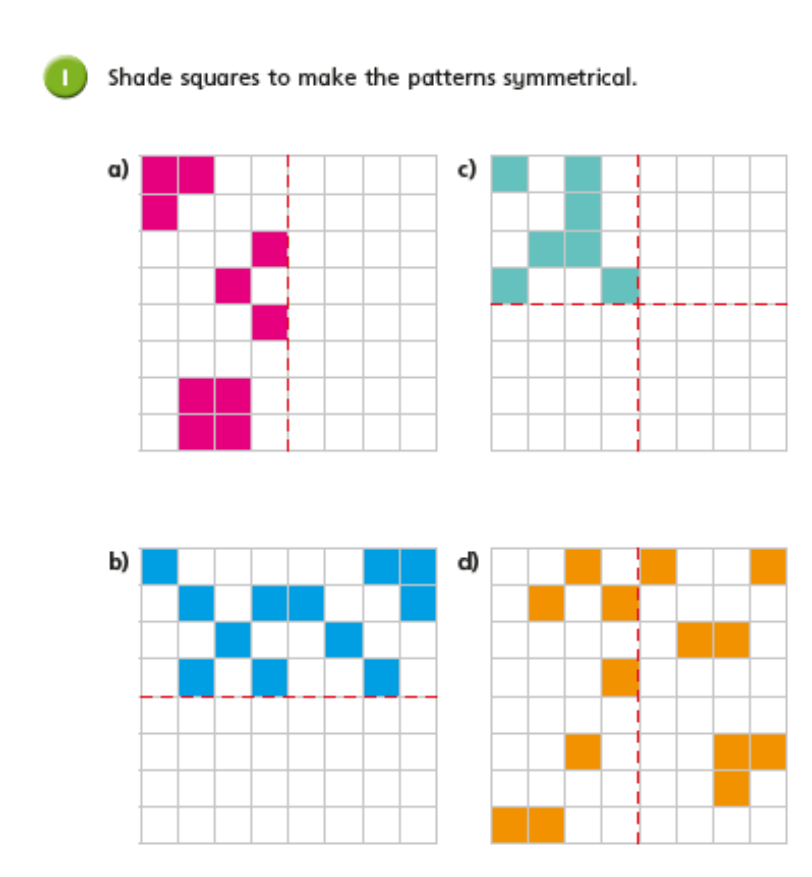 1 Shade squares to make the patterns symmetrical.
a)
c)
b)
d)